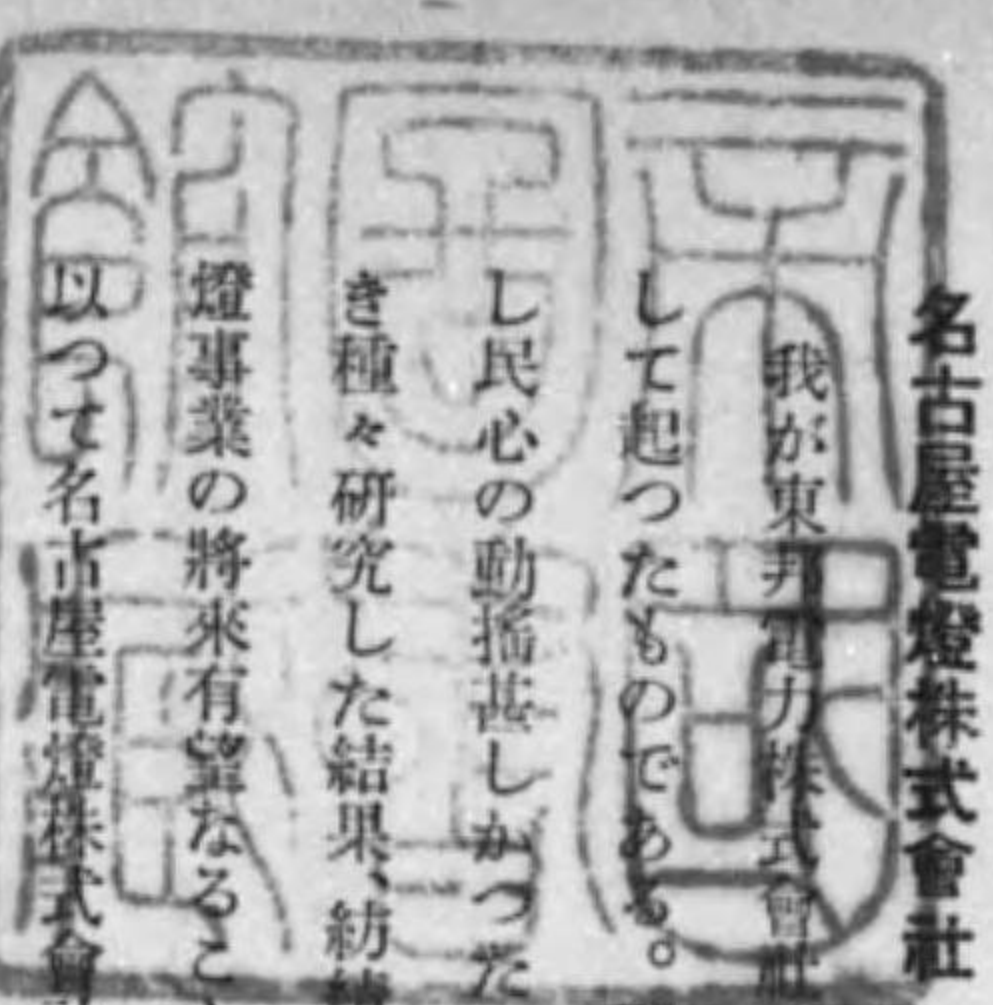 名古屋電燈株式會社
我が東邦電力株式會社
して起つたものである。
し民心の動搖甚しかつた
き種々研究した結果、紡
燈事業の將來有望なるこ
以つて名古屋電燈株式會